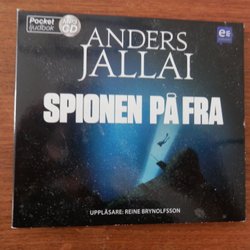 Pocket
ljudbok
MP3
CD
ANDERS
JALLAI
SPIONEN PÅ FRA
UPPLÄSARE: REINE BRYNOLFSSON